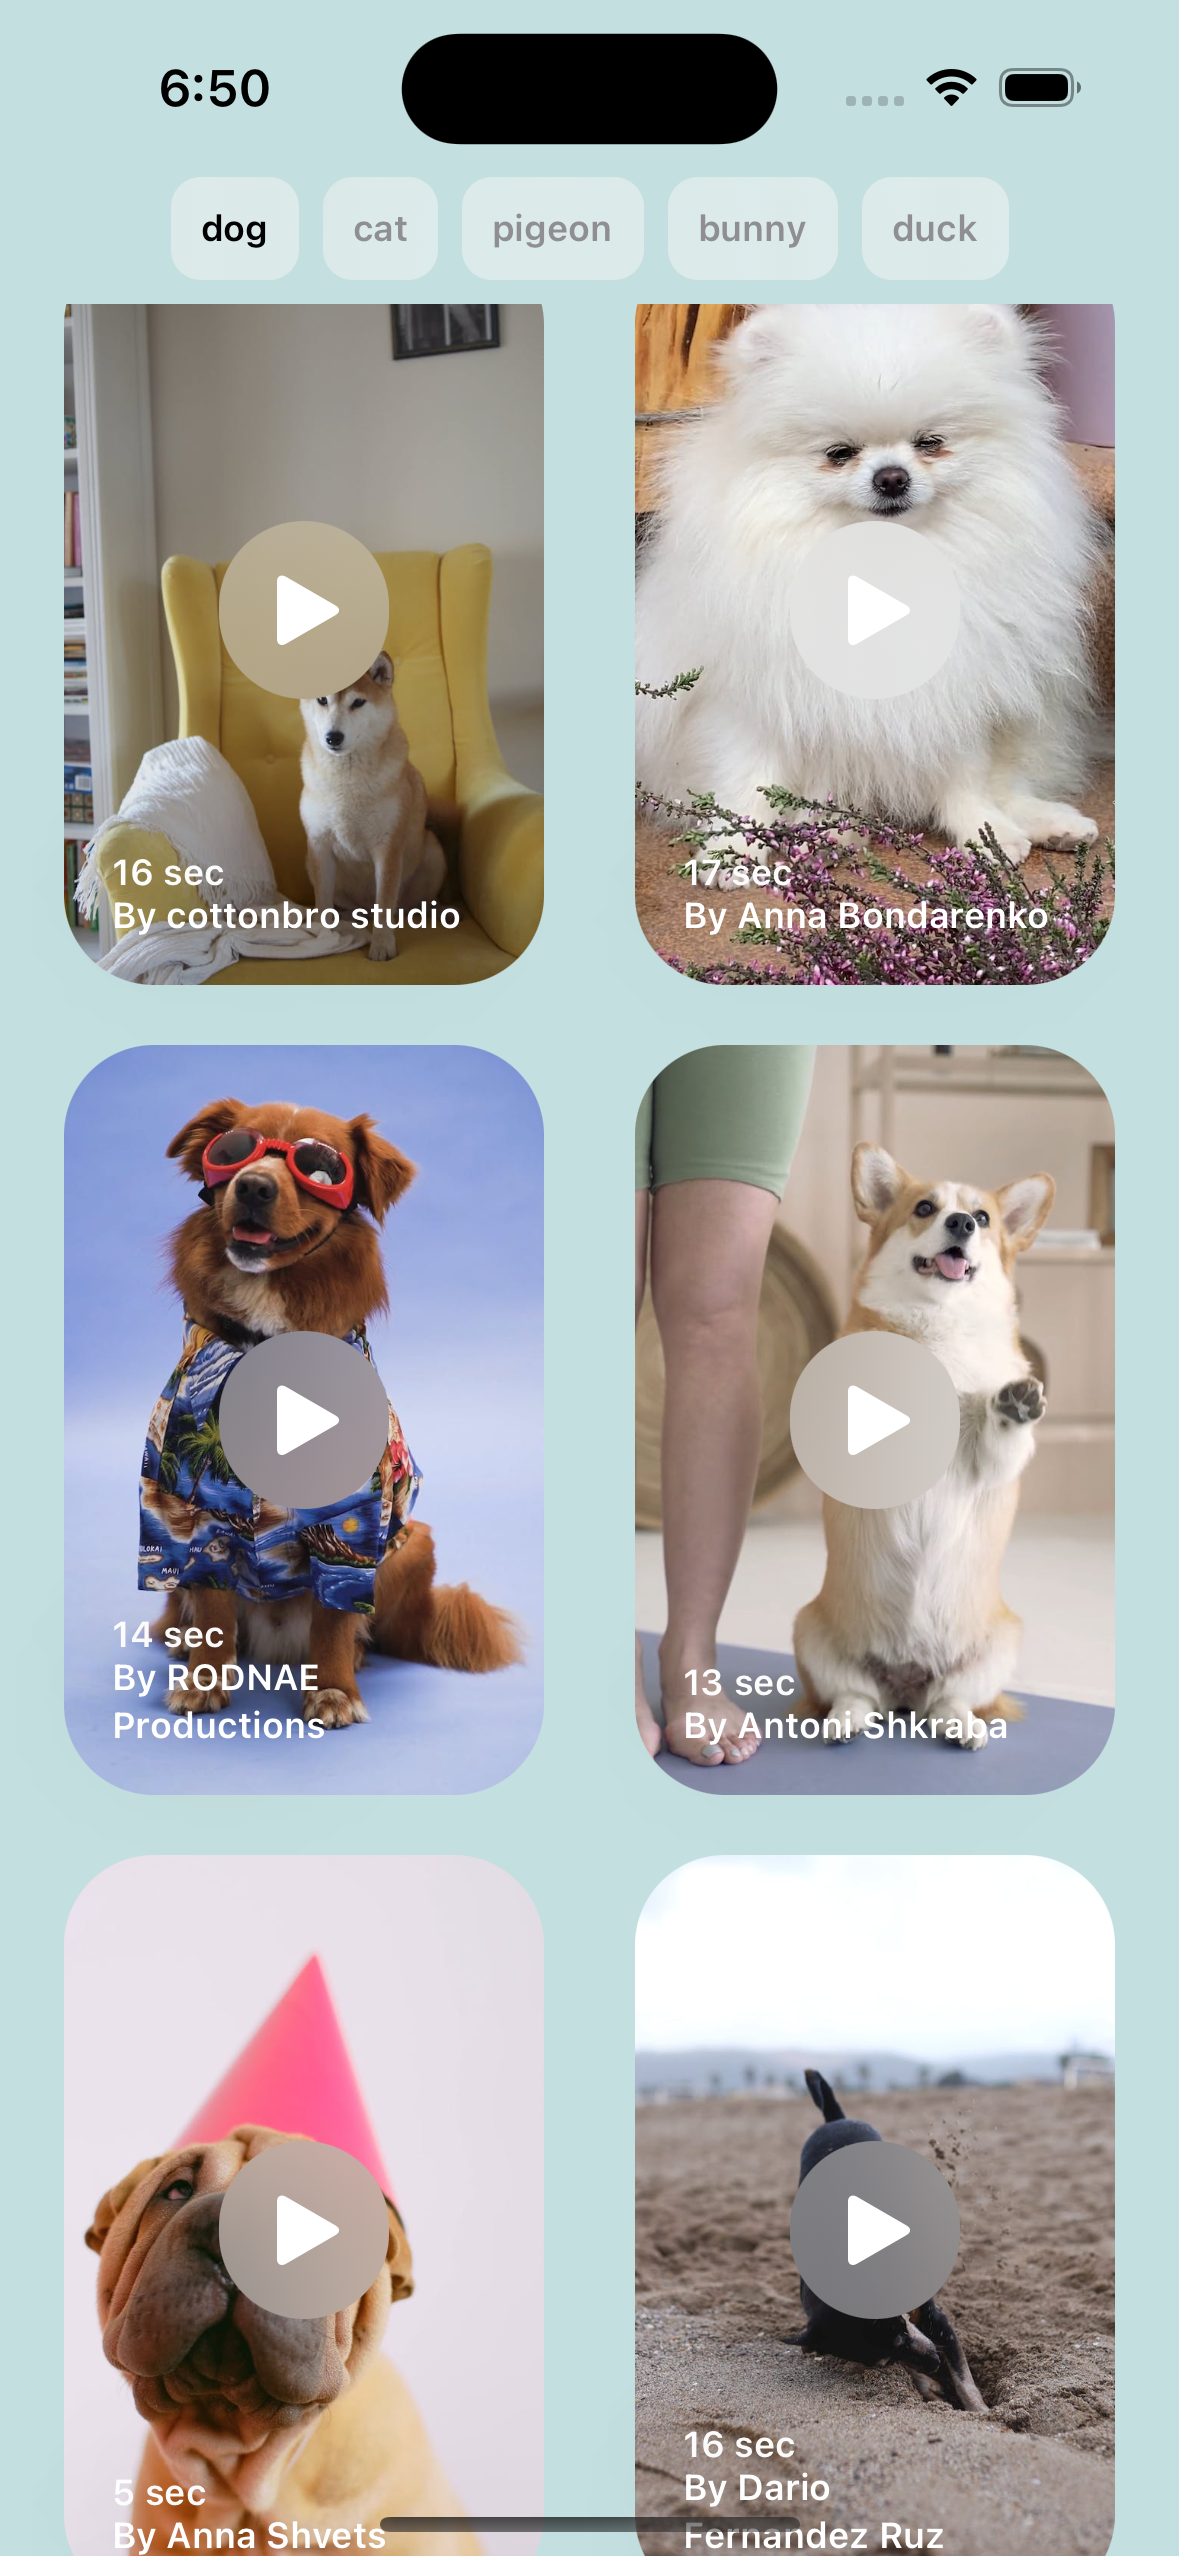 6:50
dog cat pigeon bunny duck
16 sec
By cottonbro studio
17 sec
By Anna Bondarenko
MAUI
14 sec
By RODNAE
Productions
13 sec
By Antoni Shkraba
5 sec
By Anna Shvets
16 sec
By Dario
Fernandez Ruz